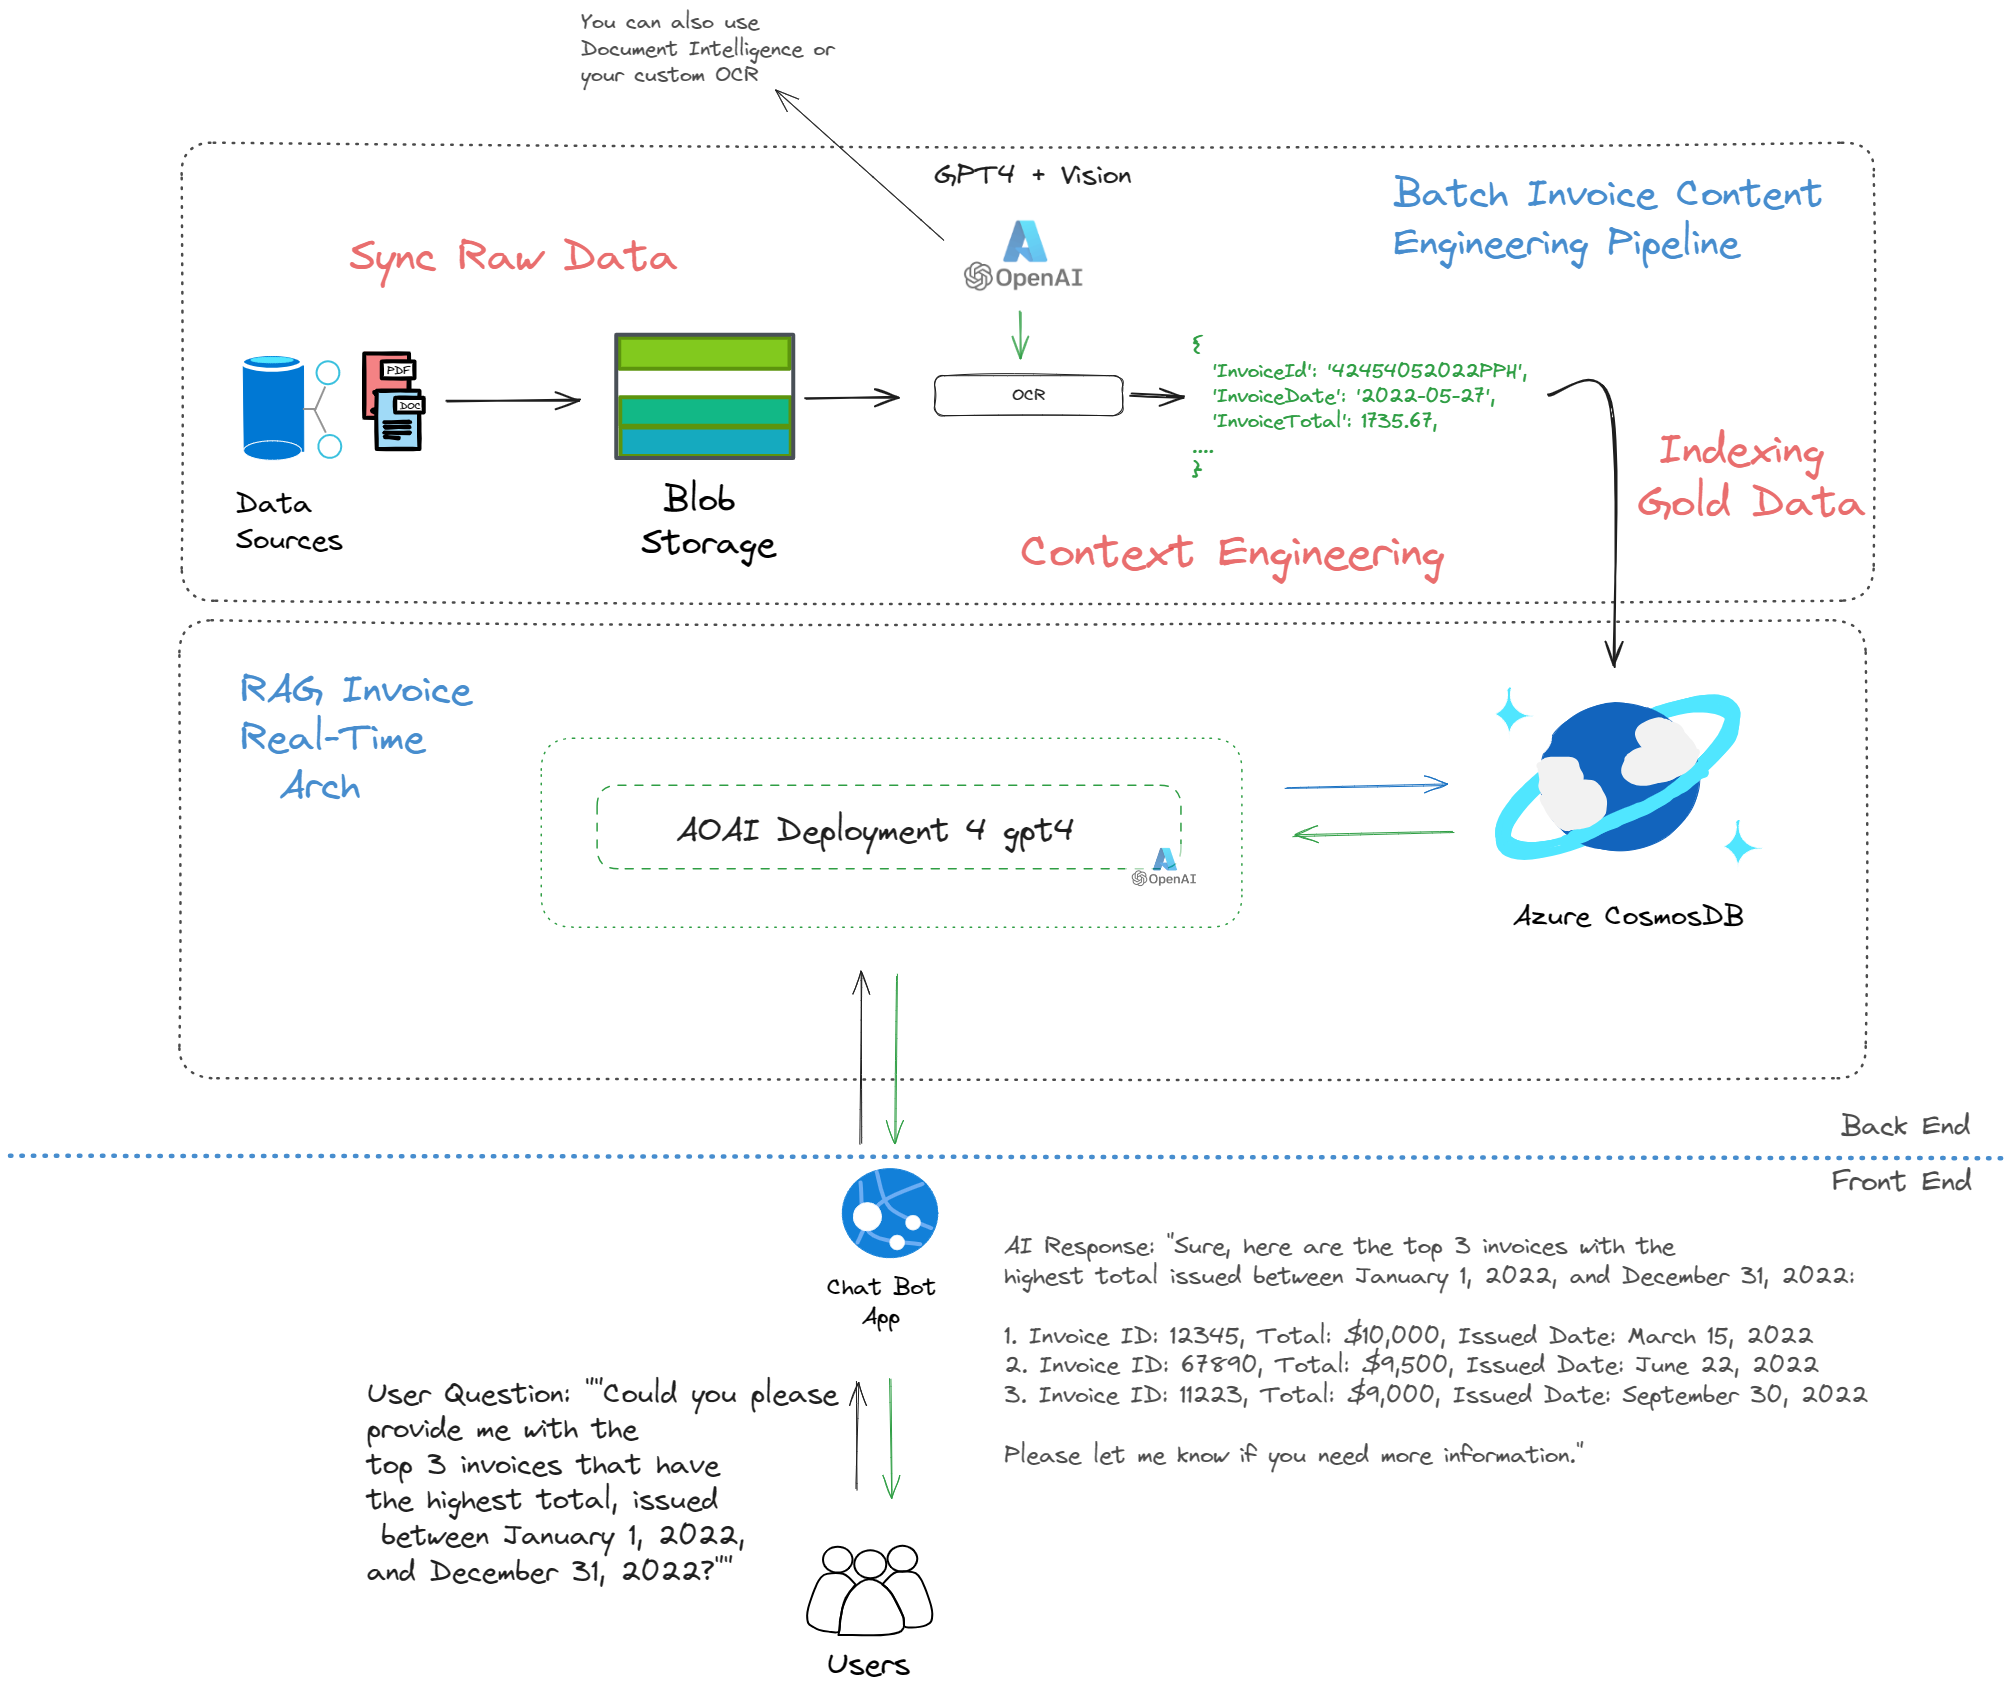 You can also use
Document Intelligence or
your custom OCR
GPT4 + Vision
Batch Invoice Content
Engineering Pipeline
Sync Raw Data
OpenAI
PDF
DOC
OCR
{
'InvoiceId': '42454052022PPH',
'InvoiceDate': '2022-05-27',
'InvoiceTotal': 1735.67,
....
}
Indexing
Gold Data
Data
Sources
Blob
Storage
Context Engineering
RAG Invoice
Real-Time
Arch
AOAI Deployment 4 gpt4
OpenAI
Azure CosmosDB
Back End
Front End
Chat Bot
App
AI Response: "Sure, here are the top 3 invoices with the
highest total issued between January 1, 2022, and December 31, 2022:
1. Invoice ID: 12345, Total: $10,000, Issued Date: March 15, 2022
2. Invoice ID: 67890, Total: $9,500, Issued Date: June 22, 2022
3. Invoice ID: 11223, Total: $9,000, Issued Date: September 30, 2022
Please let me know if you need more information."
User Question: ""Could you please
provide me with the
top 3 invoices that have
the highest total, issued
between January 1, 2022,
and December 31, 2022?""
Users